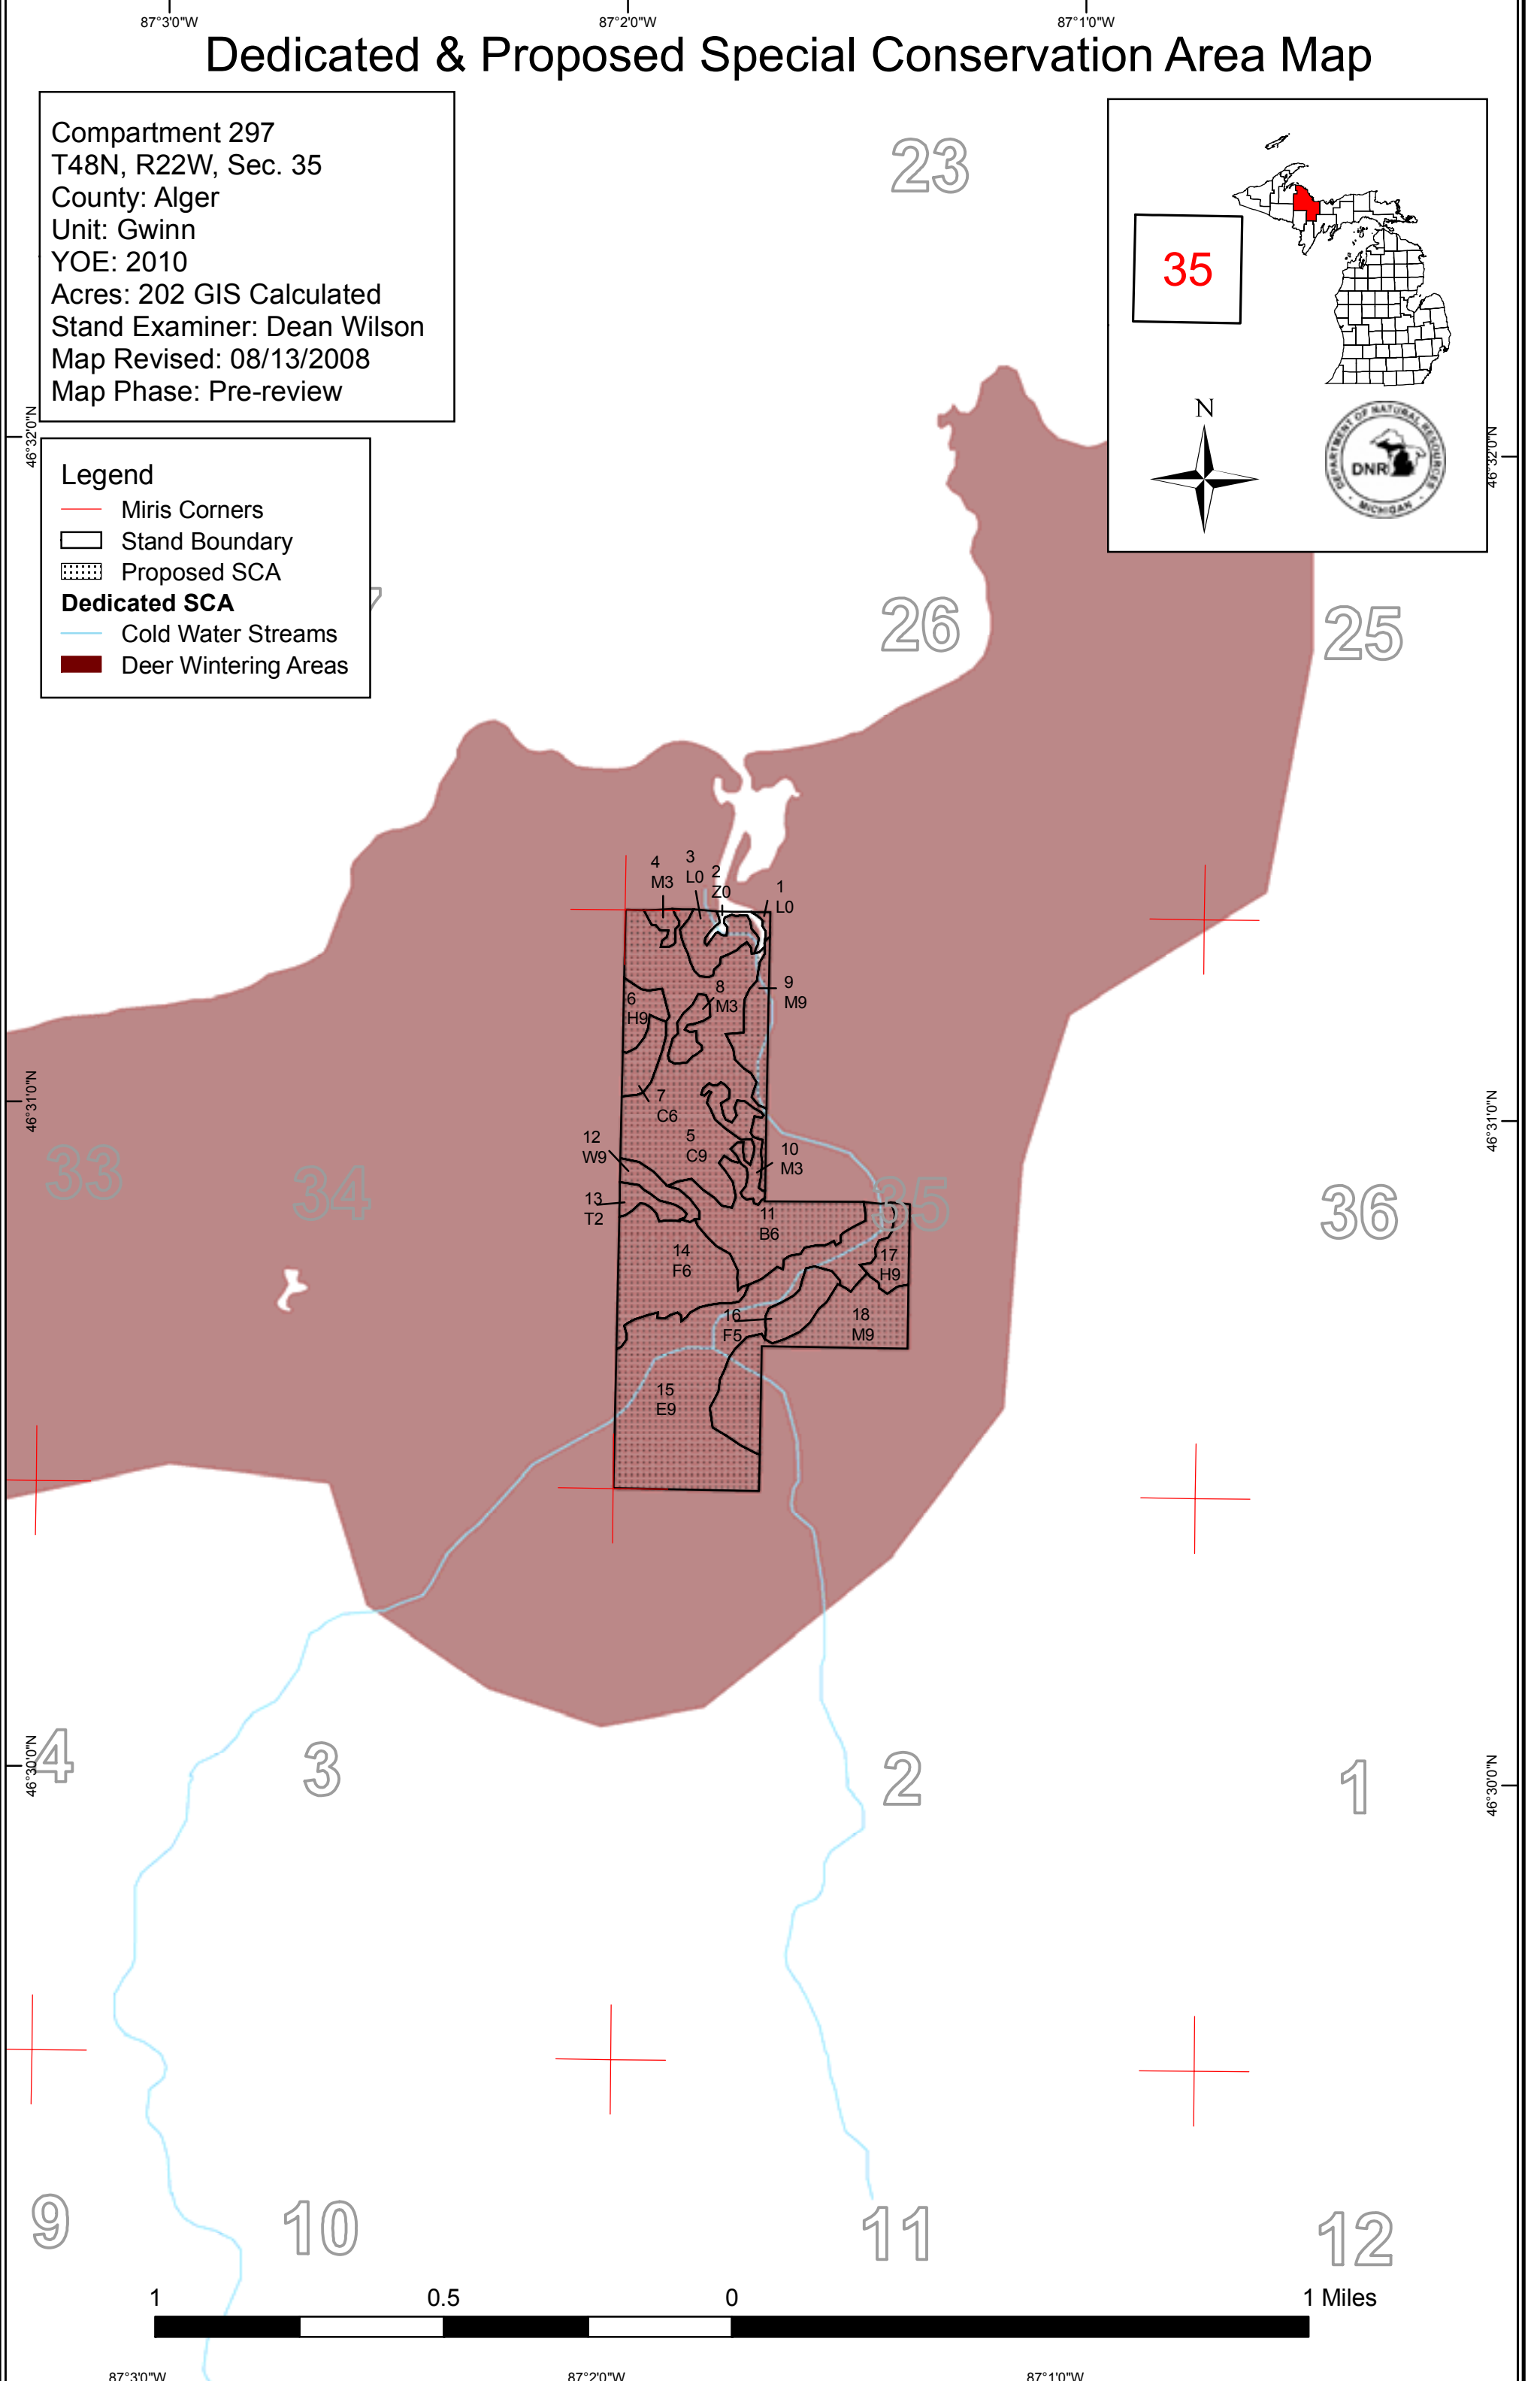 87°3'0"W 87°2'0"W 87°1'0"W
Dedicated & Proposed Special Conservation Area Map
Compartment 297
T48N, R22W, Sec. 35
County: Alger
Unit: Gwinn
YOE: 2010
Acres: 202 GIS Calculated
Stand Examiner: Dean Wilson
Map Revised: 08/13/2008
Map Phase: Pre-review
23
35
N
DEPARTMENT OF NATURAL RESOURCES
DNR
MICHIGAN
46°32'0"N
46°32'0"N
Legend
Miris Corners
Stand Boundary
Proposed SCA
Dedicated SCA
Cold Water Streams
Deer Wintering Areas
7
26
25
4
M3
3
L0
2
Z0
1
L0
6
H9
8
M3
9
M9
7
C6
5
C9
10
M3
12
W9
13
T2
11
B6
14
F6
17
H9
16
F5
18
M9
15
E9
46°31'0"N
46°31'0"N
33
34
35
36
46°30'0"N
46°30'0"N
4
3
2
1
9
10
11
12
1 0.5 0 1 Miles
87°3'0"W 87°2'0"W 87°1'0"W